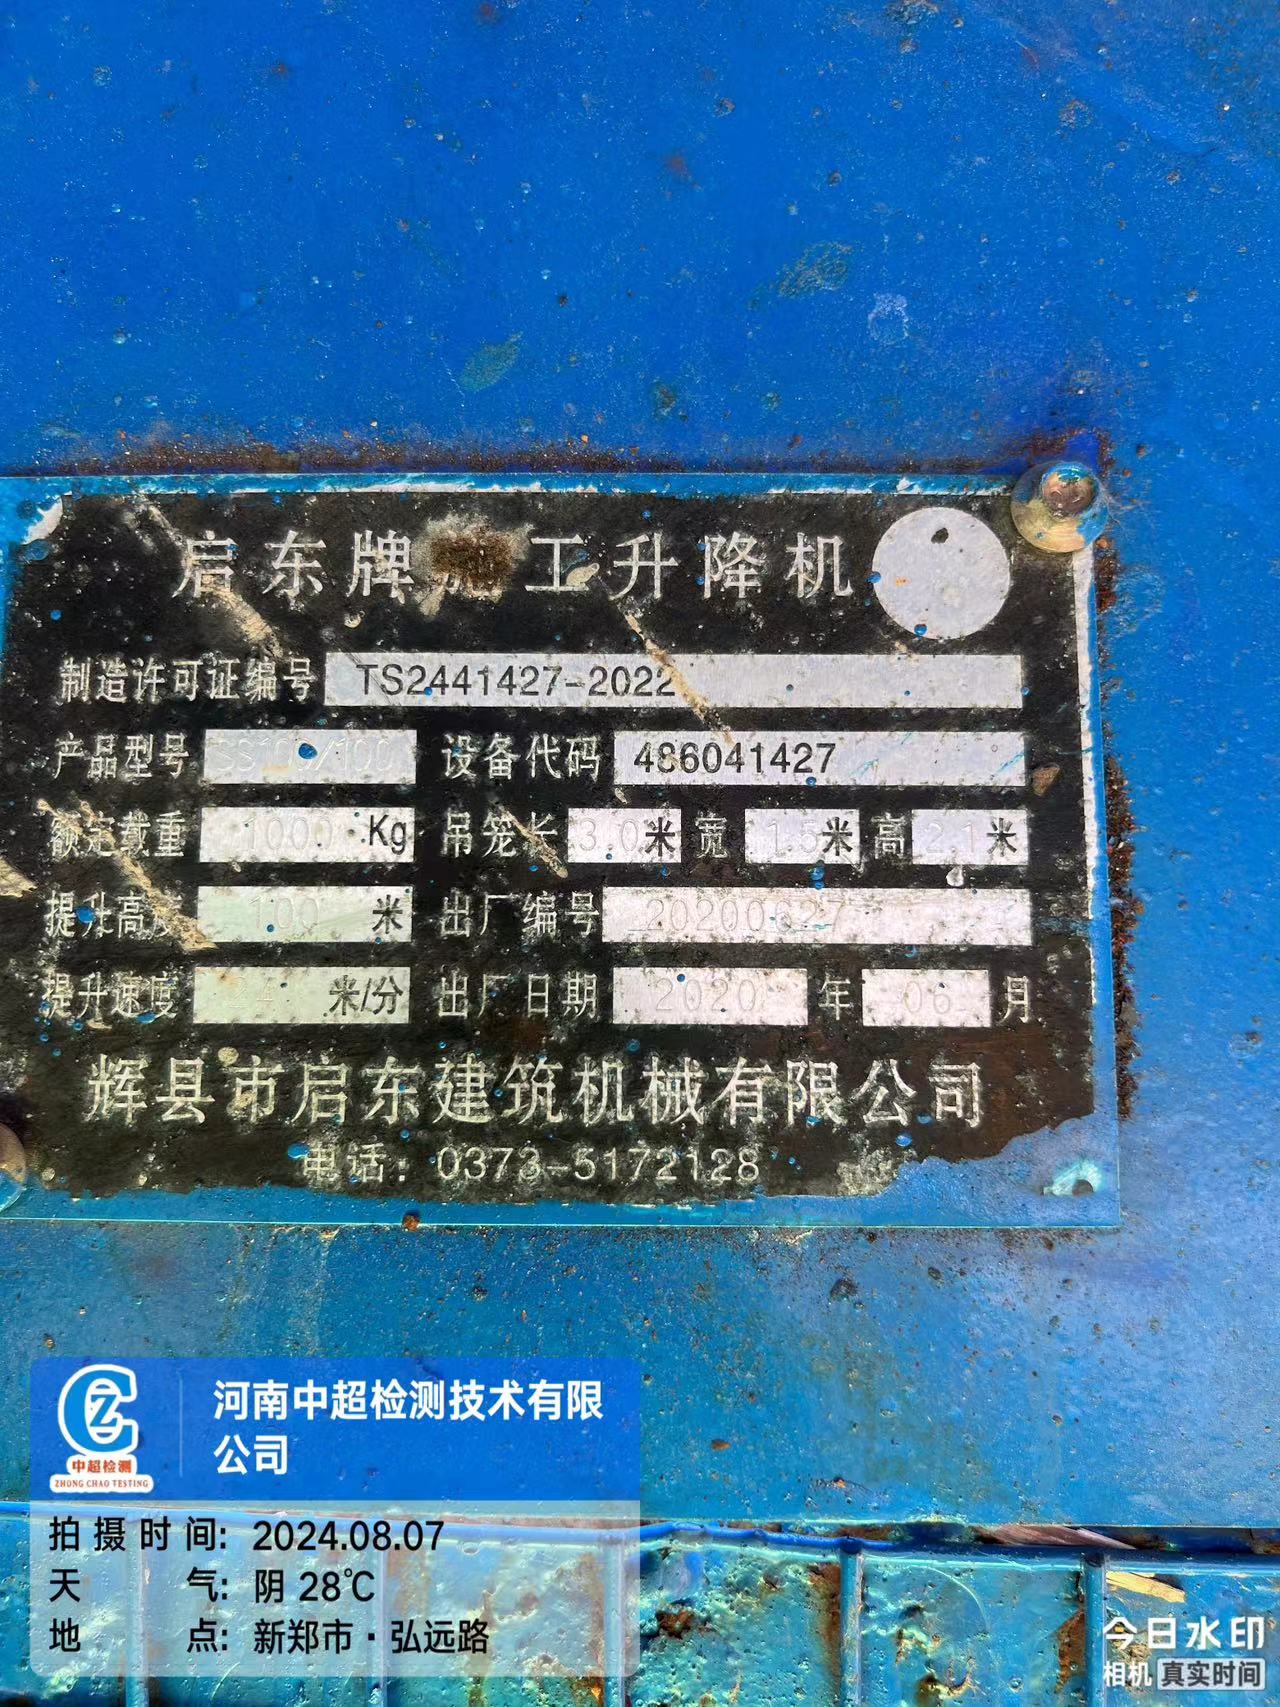 启东牌施工升降机
制造许可证编号 TS2441427-2022
产品型号 SS100/100 设备代码 486041427
额定载重 1000 Kg 吊笼长 3.0 米 宽 1.5 米 高 2.1 米
提升高度 100 米 出厂编号 20200627
提升速度 24 米/分 出厂日期 2020 年 06 月
辉县市启东建筑机械有限公司
电话: 0373-5172128
中超检测
ZHONG CHAO TESTING
河南中超检测技术有限
公司
拍摄时间: 2024.08.07
天气: 阴 28℃
地点: 新郑市·弘远路
今日水印
相机 真实时间